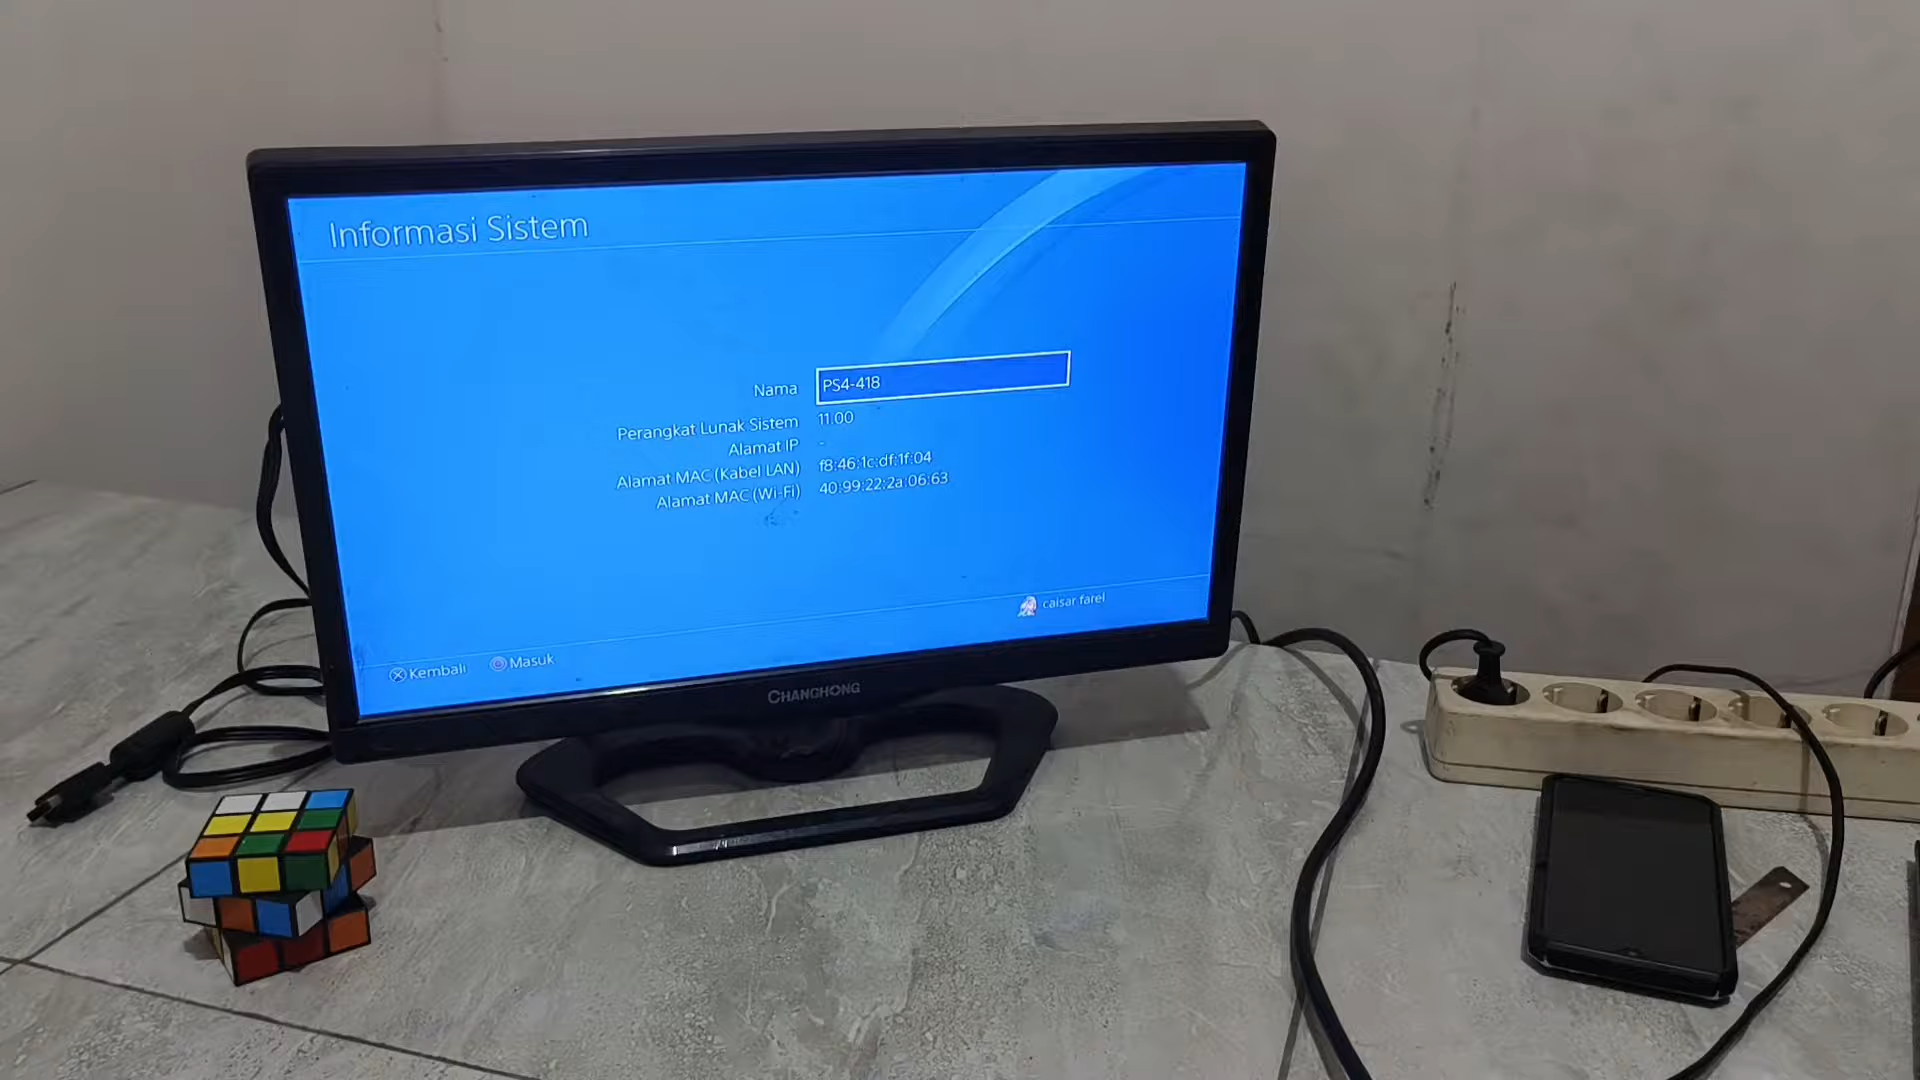 Informasi Sistem
Nama PS4-418
Perangkat Lunak Sistem 11.00
Alamat IP -
Alamat MAC (Kabel LAN) f8:46:1c:df:1f:04
Alamat MAC (Wi-Fi) 40:99:22:2a:06:63
caisar farel
Kembali Masuk
CHANGHONG